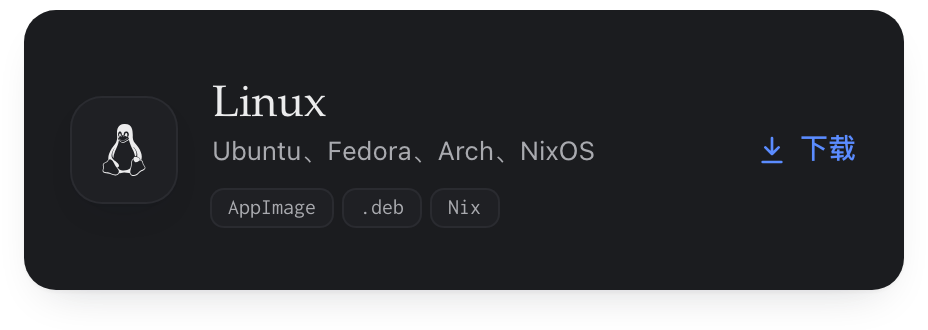 Linux
Ubuntu、Fedora、Arch、NixOS
下载
AppImage
.deb
Nix